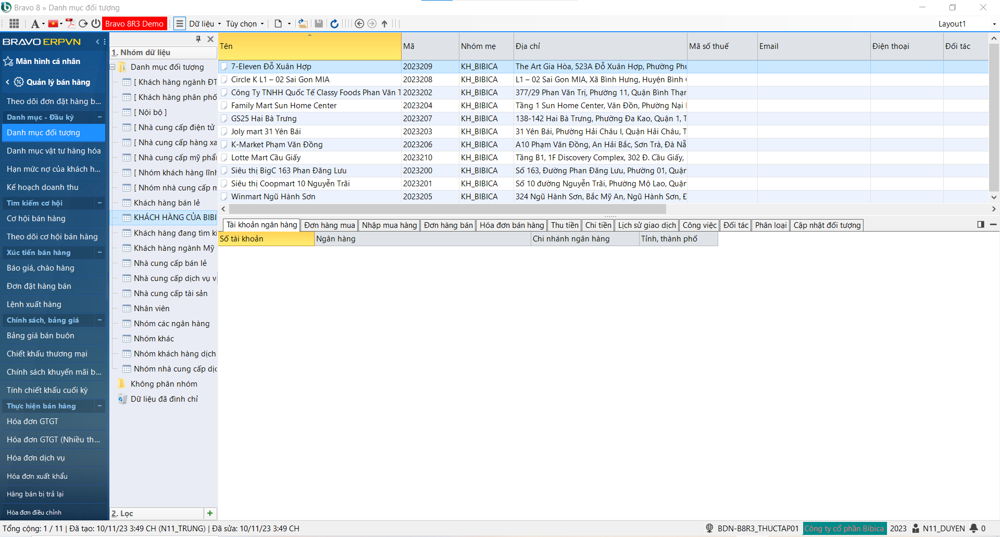 Bravo 8 » Danh mục đối tượng
Bravo 8R3 Demo
Dữ liệu
Tùy chọn
Layout1
BRAVO ERPVN
Màn hình cá nhân
Quản lý bán hàng
Theo dõi đơn đặt hàng b...
Danh mục - Đầu kỳ
Danh mục đối tượng
Danh mục vật tư hàng hóa
Hạn mức nợ của khách h...
Kế hoạch doanh thu
Tìm kiếm cơ hội
Cơ hội bán hàng
Theo dõi cơ hội bán hàng
Xúc tiến bán hàng
Báo giá, chào hàng
Đơn đặt hàng bán
Lệnh xuất hàng
Chính sách, bảng giá
Bảng giá bán buôn
Chiết khấu thương mại
Chính sách khuyến mãi b...
Tính chiết khấu cuối kỳ
Thực hiện bán hàng
Hóa đơn GTGT
Hóa đơn GTGT (Nhiều th...
Hóa đơn dịch vụ
Hóa đơn xuất khẩu
Hàng bán bị trả lại
Hóa đơn điều chỉnh
1. Nhóm dữ liệu
Danh mục đối tượng
[ Khách hàng ngành ĐT
[ Khách hàng phân phố
[ Nội bộ ]
[ Nhà cung cấp điện tử
[ Nhà cung cấp hàng xa
[ Nhà cung cấp mỹ phẩ
[ Nhóm khách hàng lĩnh
[ Nhóm nhà cung cấp m
Khách hàng bán lẻ
KHÁCH HÀNG CỦA BIBI
Khách hàng đang tìm ki
Khách hàng ngành Mỹ
Nhà cung cấp bán lẻ
Nhà cung cấp dịch vụ v
Nhà cung cấp tài sản
Nhân viên
Nhóm các ngân hàng
Nhóm khác
Nhóm khách hàng dịch
Nhóm nhà cung cấp dịc
Không phân nhóm
Dữ liệu đã đình chỉ
2. Lọc
Tên Mã Nhóm mẹ Địa chỉ Mã số thuế Email Điện thoại Đối tác
7-Eleven Đỗ Xuân Hợp 2023209 KH_BIBICA The Art Gia Hòa, 523A Đỗ Xuân Hợp, Phường Phu
Circle K L1 – 02 Sai Gon MIA 2023208 KH_BIBICA L1 – 02 Sai Gon MIA, Xã Bình Hưng, Huyện Bình
Công Ty TNHH Quốc Tế Classy Foods Phan Văn T 2023202 KH_BIBICA 377/29 Phan Văn Trị, Phường 11, Quận Bình Thạn
Family Mart Sun Home Center 2023204 KH_BIBICA Tầng 1 Sun Home Center, Vân Đồn, Phường Nại
GS25 Hai Bà Trưng 2023207 KH_BIBICA 138-142 Hai Bà Trưng, Phường Đa Kao, Quận 1, T
Joly mart 31 Yên Bái 2023203 KH_BIBICA 31 Yên Bái, Phường Hải Châu I, Quận Hải Châu, T
K-Market Phạm Văn Đồng 2023206 KH_BIBICA A10 Phạm Văn Đồng, An Hải Bắc, Sơn Trà, Đà Nẵ
Lotte Mart Cầu Giấy 2023210 KH_BIBICA Tầng B1, 1F Discovery Complex, 302 Đ. Cầu Giấy,
Siêu thị BigC 163 Phan Đăng Lưu 2023200 KH_BIBICA Số 163, Đường Phan Đăng Lưu, Phường 01, Quận
Siêu thị Coopmart 10 Nguyễn Trãi 2023201 KH_BIBICA Số 10 đường Nguyễn Trãi, Phường Mộ Lao, Quận
Winmart Ngũ Hành Sơn 2023205 KH_BIBICA 324 Ngũ Hành Sơn, Bắc Mỹ An, Ngũ Hành Sơn, Đ
Tài khoản ngân hàng Đơn hàng mua Nhập mua hàng Đơn hàng bán Hóa đơn bán hàng Thu tiền Chi tiền Lịch sử giao dịch Công việc Đối tác Phân loại Cập nhật đối tượng
Số tài khoản Ngân hàng Chi nhánh ngân hàng Tỉnh, thành phố
Tổng cộng: 1 / 11 | Đã tạo: 10/11/23 3:49 CH (N11_TRUNG) | Đã sửa: 10/11/23 3:49 CH
BDN-B8R3_THUCTAP01 Công ty cổ phần Bibica 2023 N11_DUYEN 0